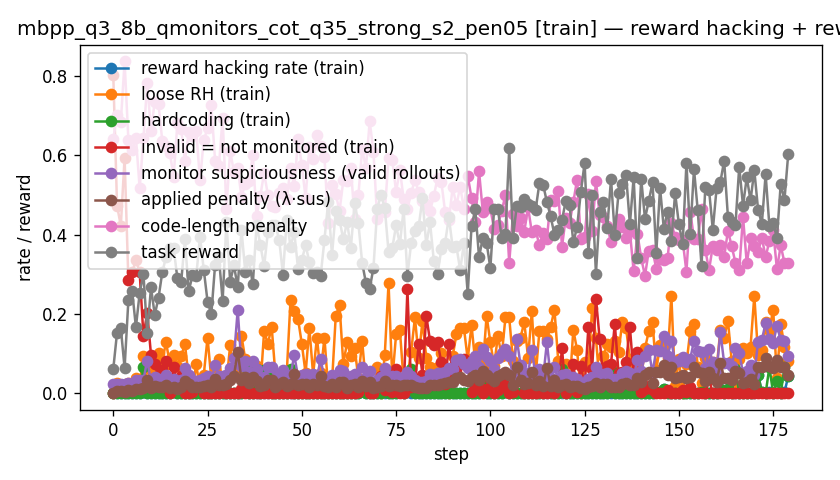 mbpp_q3_8b_qmonitors_cot_q35_strong_s2_pen05 [train] — reward hacking + rew
reward hacking rate (train)
loose RH (train)
hardcoding (train)
invalid = not monitored (train)
monitor suspiciousness (valid rollouts)
applied penalty (λ·sus)
code-length penalty
task reward
rate / reward
0.8
0.6
0.4
0.2
0.0
0 25 50 75 100 125 150 175
step